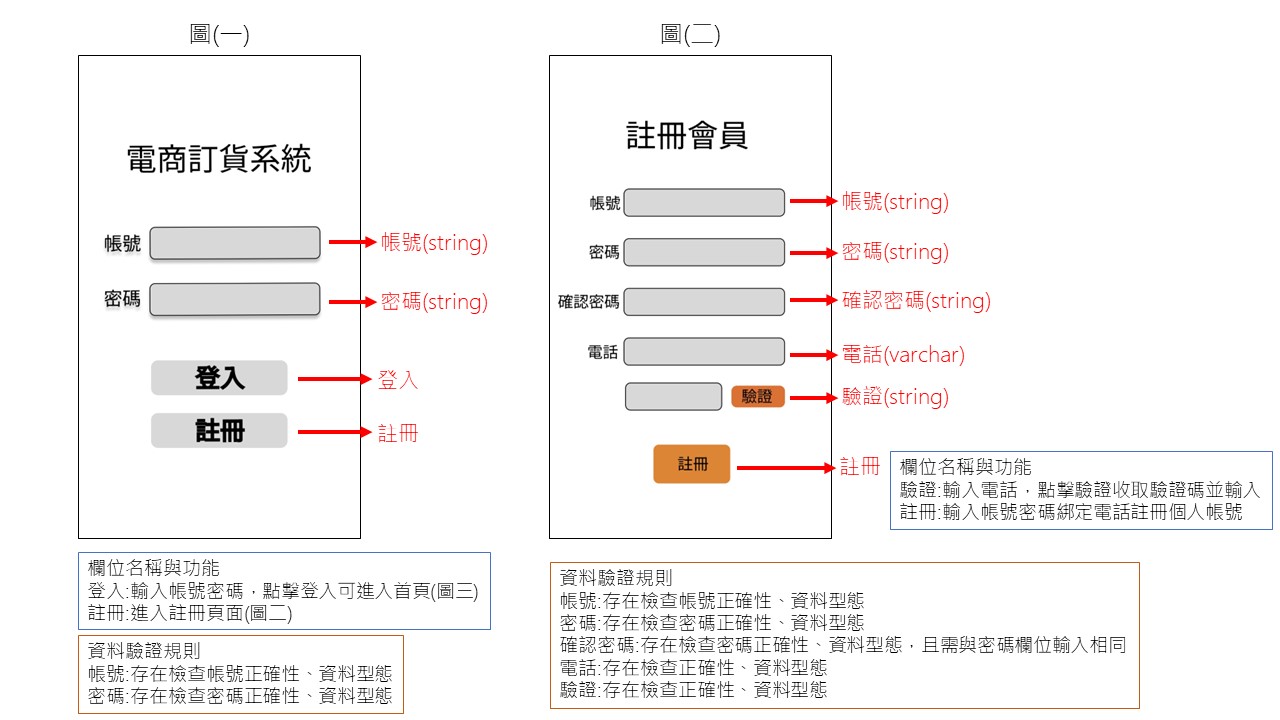 圖(一)
電商訂貨系統
帳號
帳號(string)
密碼
密碼(string)
登入
登入
註冊
註冊
欄位名稱與功能
登入:輸入帳號密碼，點擊登入可進入首頁(圖三)
註冊:進入註冊頁面(圖二)
資料驗證規則
帳號:存在檢查帳號正確性、資料型態
密碼:存在檢查密碼正確性、資料型態
圖(二)
註冊會員
帳號
帳號(string)
密碼
密碼(string)
確認密碼
確認密碼(string)
電話
電話(varchar)
驗證
驗證(string)
註冊
註冊
欄位名稱與功能
驗證:輸入電話，點擊驗證收取驗證碼並輸入
註冊:輸入帳號密碼綁定電話註冊個人帳號
資料驗證規則
帳號:存在檢查帳號正確性、資料型態
密碼:存在檢查密碼正確性、資料型態
確認密碼:存在檢查密碼正確性、資料型態，且需與密碼欄位輸入相同
電話:存在檢查正確性、資料型態
驗證:存在檢查正確性、資料型態